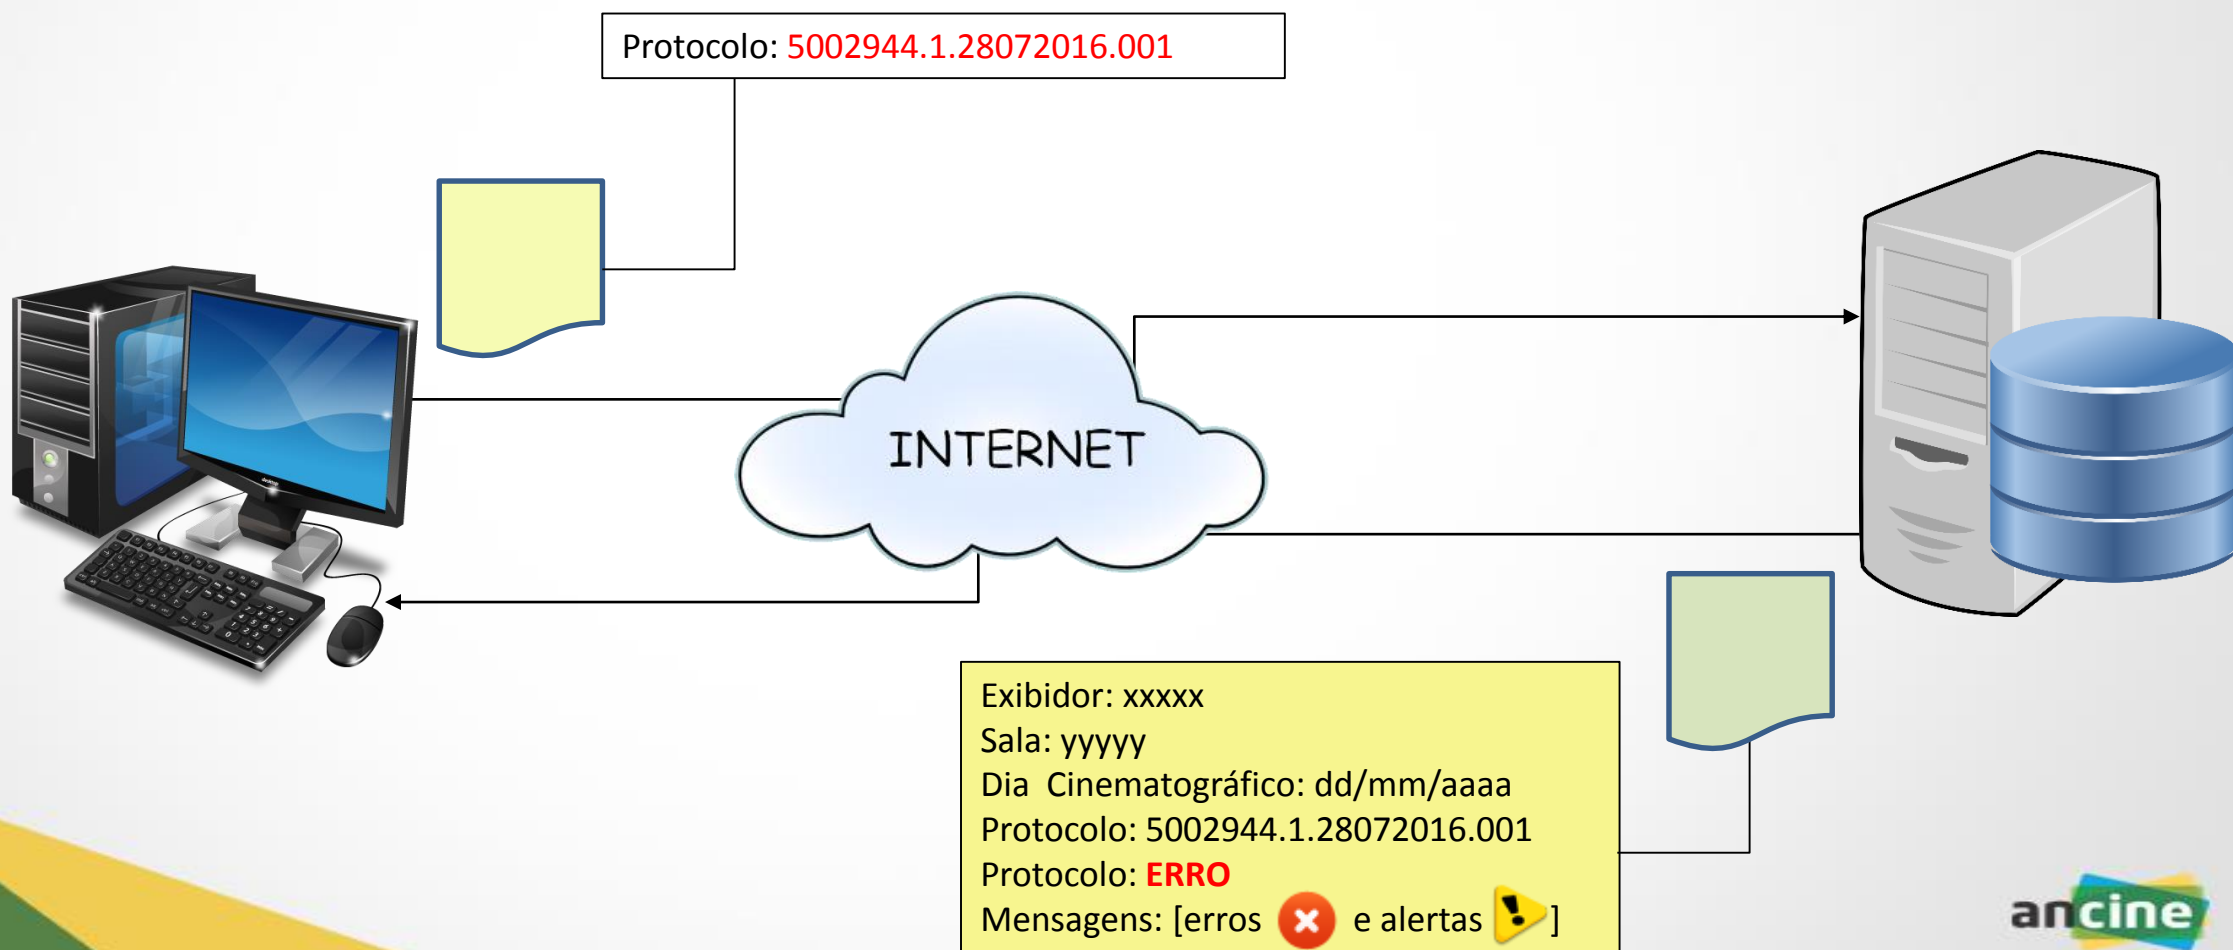 Protocolo: 5002944.1.28072016.001
INTERNET
Exibidor: xxxxx
Sala: yyyyy
Dia Cinematográfico: dd/mm/aaaa
Protocolo: 5002944.1.28072016.001
Protocolo: ERRO
Mensagens: [erros e alertas ]
ancine